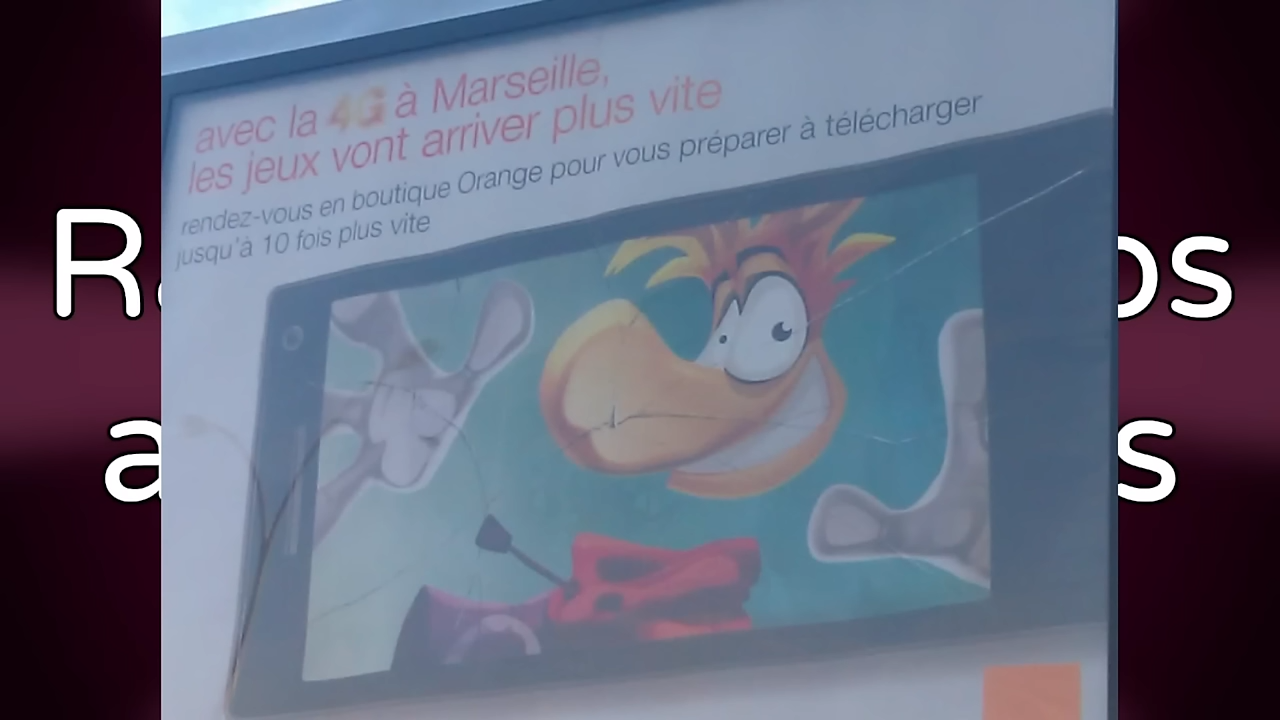 avec la 4G à Marseille,
les jeux vont arriver plus vite
rendez-vous en boutique Orange pour vous préparer à télécharger
jusqu'à 10 fois plus vite